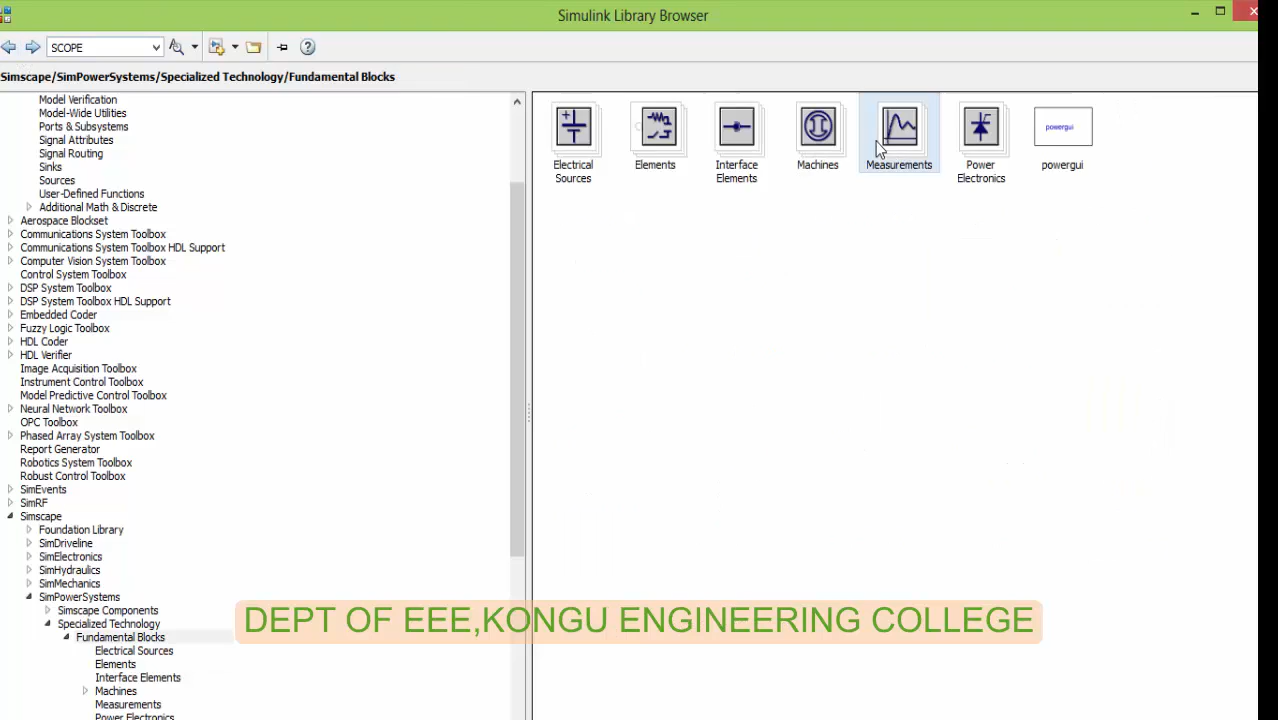 Simulink Library Browser
SCOPE
Simscape/SimPowerSystems/Specialized Technology/Fundamental Blocks
Model Verification
Model-Wide Utilities
Ports & Subsystems
Signal Attributes
Signal Routing
Sinks
Sources
User-Defined Functions
Additional Math & Discrete
Aerospace Blockset
Communications System Toolbox
Communications System Toolbox HDL Support
Computer Vision System Toolbox
Control System Toolbox
DSP System Toolbox
DSP System Toolbox HDL Support
Embedded Coder
Fuzzy Logic Toolbox
HDL Coder
HDL Verifier
Image Acquisition Toolbox
Instrument Control Toolbox
Model Predictive Control Toolbox
Neural Network Toolbox
OPC Toolbox
Phased Array System Toolbox
Report Generator
Robotics System Toolbox
Robust Control Toolbox
SimEvents
SimRF
Simscape
Foundation Library
SimDriveline
SimElectronics
SimHydraulics
SimMechanics
SimPowerSystems
Simscape Components
Specialized Technology
Fundamental Blocks
Electrical Sources
Elements
Interface Elements
Machines
Measurements
Power Electronics
Electrical
Sources
Elements
Interface
Elements
Machines
Measurements
Power
Electronics
powergui
powergui
DEPT OF EEE,KONGU ENGINEERING COLLEGE